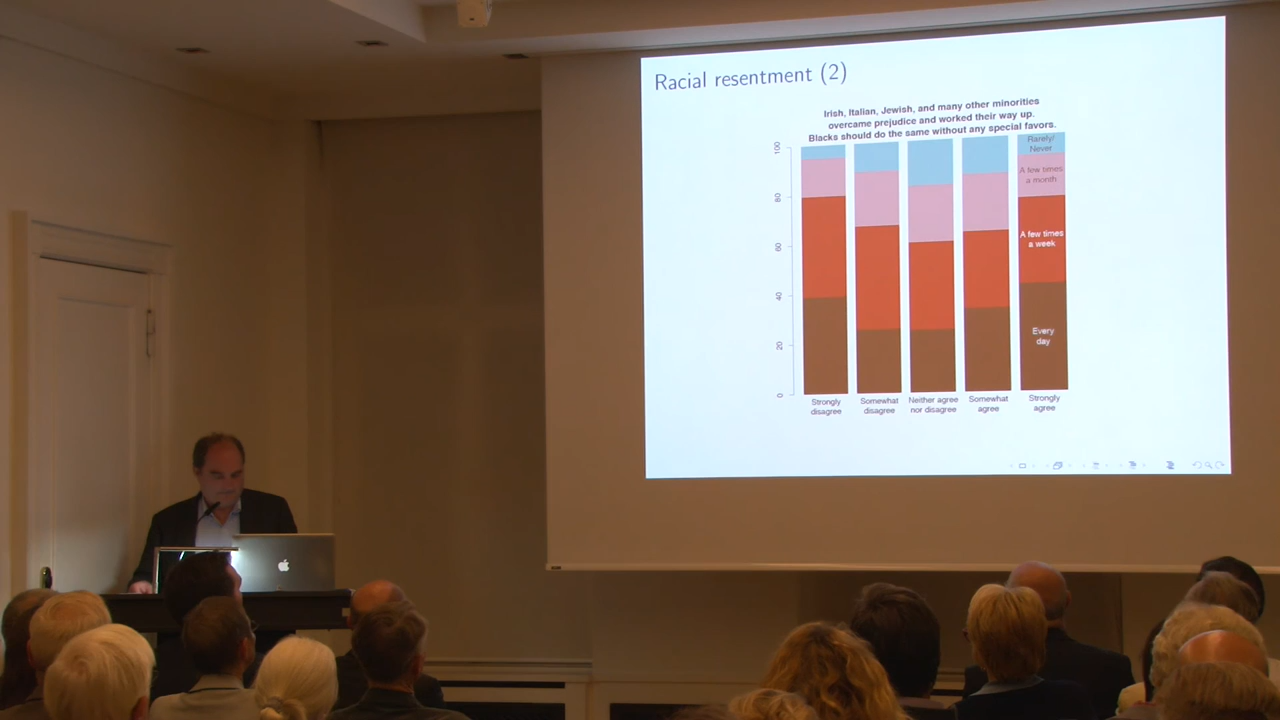 Racial resentment (2)
Irish, Italian, Jewish, and many other minorities
overcame prejudice and worked their way up.
Blacks should do the same without any special favors.
100
80
60
40
20
0
Rarely/
Never
A few times
a month
A few times
a week
Every
day
Strongly
disagree
Somewhat
disagree
Neither agree
nor disagree
Somewhat
agree
Strongly
agree